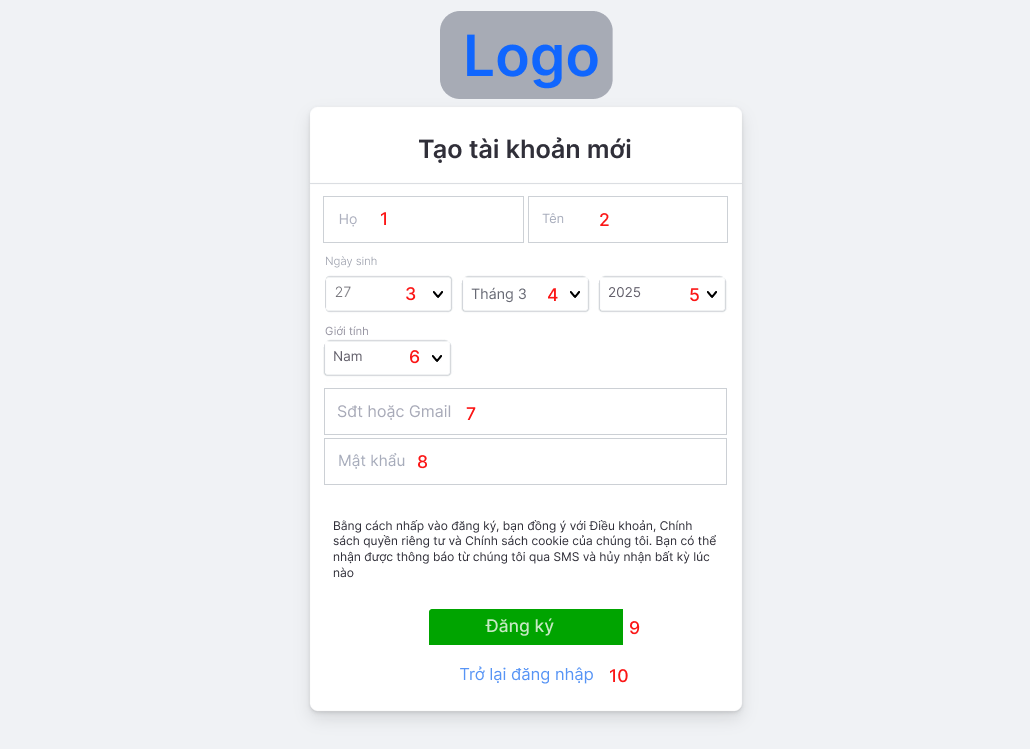 Logo
Tạo tài khoản mới
Họ 1 Tên 2
Ngày sinh
27 3 Tháng 3 4 2025 5
Giới tính
Nam 6
Sđt hoặc Gmail 7
Mật khẩu 8
Bằng cách nhấp vào đăng ký, bạn đồng ý với Điều khoản, Chính
sách quyền riêng tư và Chính sách cookie của chúng tôi. Bạn có thể
nhận được thông báo từ chúng tôi qua SMS và hủy nhận bất kỳ lúc
nào
Đăng ký 9
Trở lại đăng nhập 10